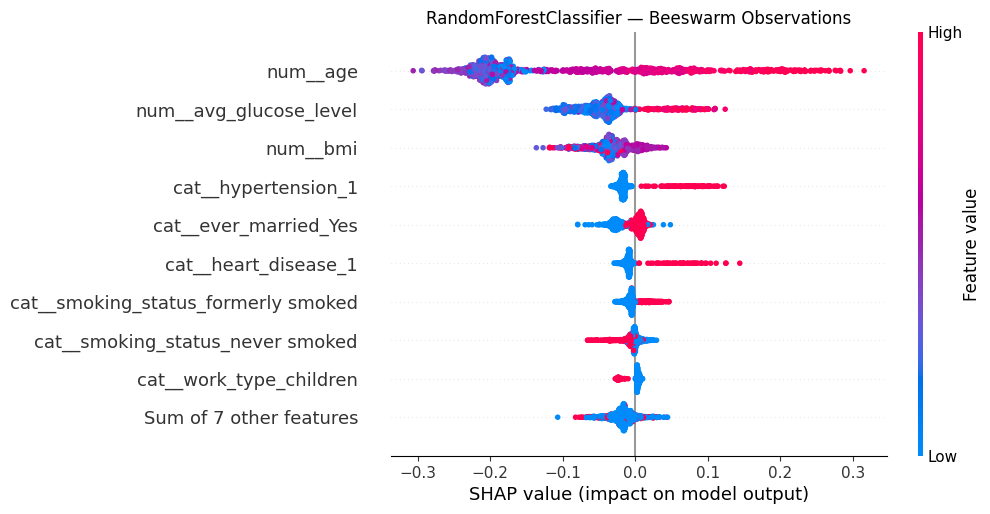 RandomForestClassifier — Beeswarm Observations
High
num__age
num__avg_glucose_level
num__bmi
cat__hypertension_1
cat__ever_married_Yes
cat__heart_disease_1
cat__smoking_status_formerly smoked
cat__smoking_status_never smoked
cat__work_type_children
Sum of 7 other features
Feature value
Low
−0.3 −0.2 −0.1 0.0 0.1 0.2 0.3
SHAP value (impact on model output)